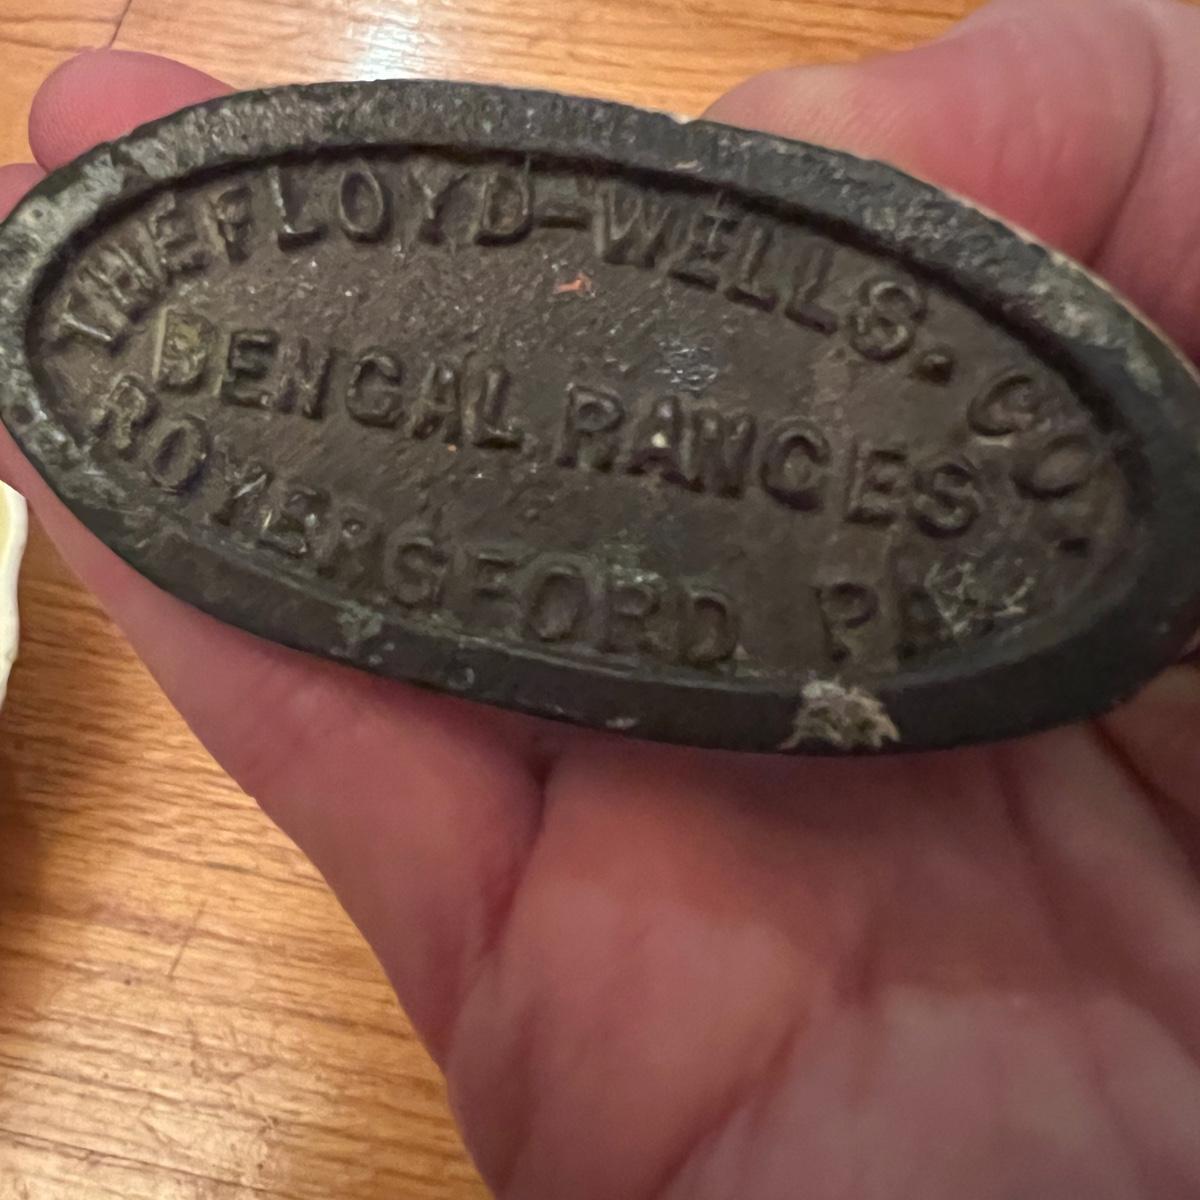 THE FLOYD-WELLS. CO.
BENGAL RANGES
ROYERSFORD PA